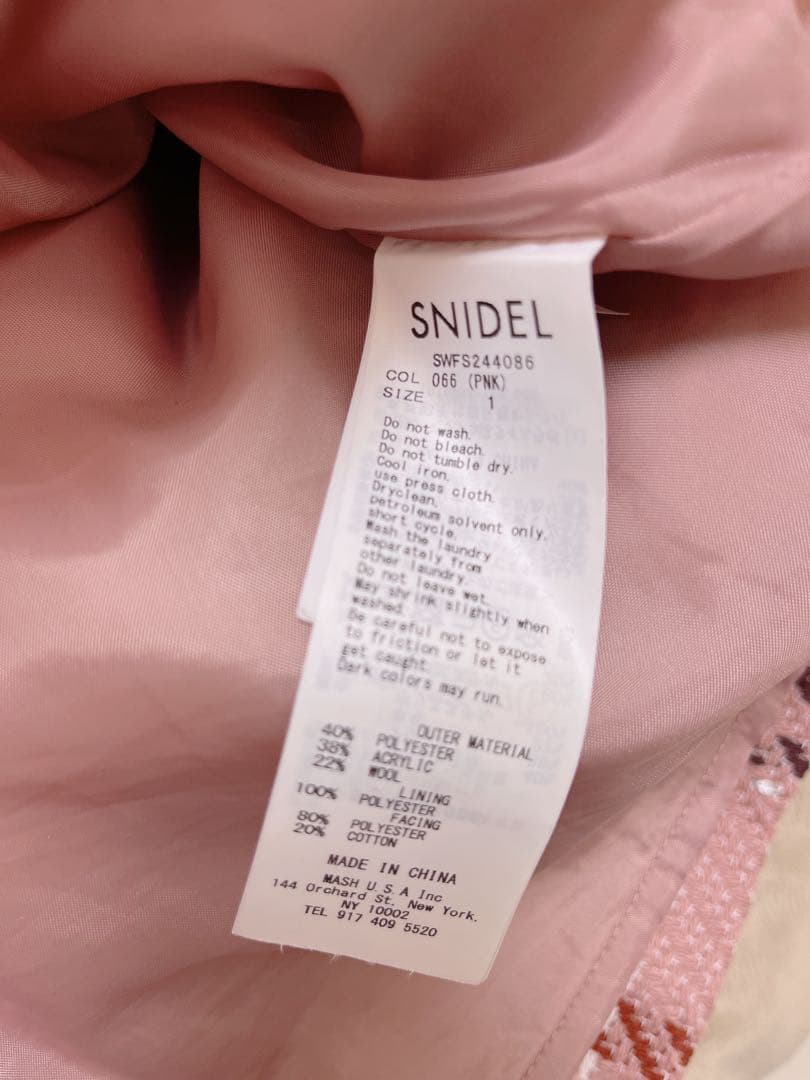 SNIDEL
SWFS244086
COL 066 (PNK)
SIZE 1
Do not wash.
Do not bleach.
Do not tumble dry.
Cool iron.
use press cloth.
Dryclean.
petroleum solvent only.
short cycle.
Wash the laundry
separately from
other laundry.
Do not leave wet.
May shrink slightly when
washed.
Be careful not to expose
to friction or let it
get caught.
Dark colors may run.
OUTER MATERIAL
40% POLYESTER
38% ACRYLIC
22% WOOL
LINING
100% POLYESTER
FACING
80% POLYESTER
20% COTTON
MADE IN CHINA
MASH U.S.A Inc
144 Orchard St. New York.
NY 10002
TEL 917 409 5520